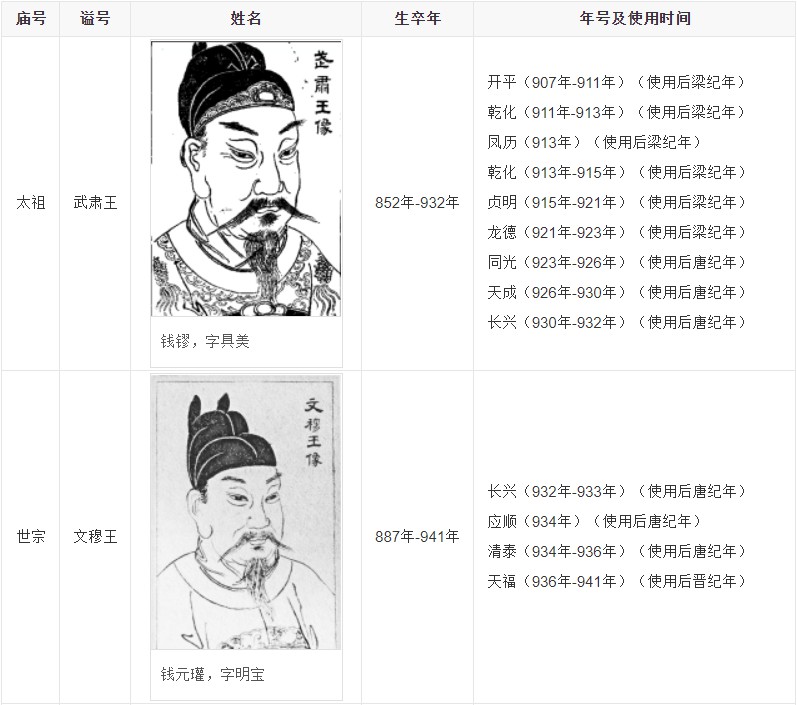 庙号 谥号 姓名 生卒年 年号及使用时间
太祖
武肃王
武肃王像
钱镠，字具美
852年-932年
开平（907年-911年）（使用后梁纪年）
乾化（911年-913年）（使用后梁纪年）
凤历（913年）（使用后梁纪年）
乾化（913年-915年）（使用后梁纪年）
贞明（915年-921年）（使用后梁纪年）
龙德（921年-923年）（使用后梁纪年）
同光（923年-926年）（使用后唐纪年）
天成（926年-930年）（使用后唐纪年）
长兴（930年-932年）（使用后唐纪年）
世宗
文穆王
文穆王像
钱元瓘，字明宝
887年-941年
长兴（932年-933年）（使用后唐纪年）
应顺（934年）（使用后唐纪年）
清泰（934年-936年）（使用后唐纪年）
天福（936年-941年）（使用后晋纪年）